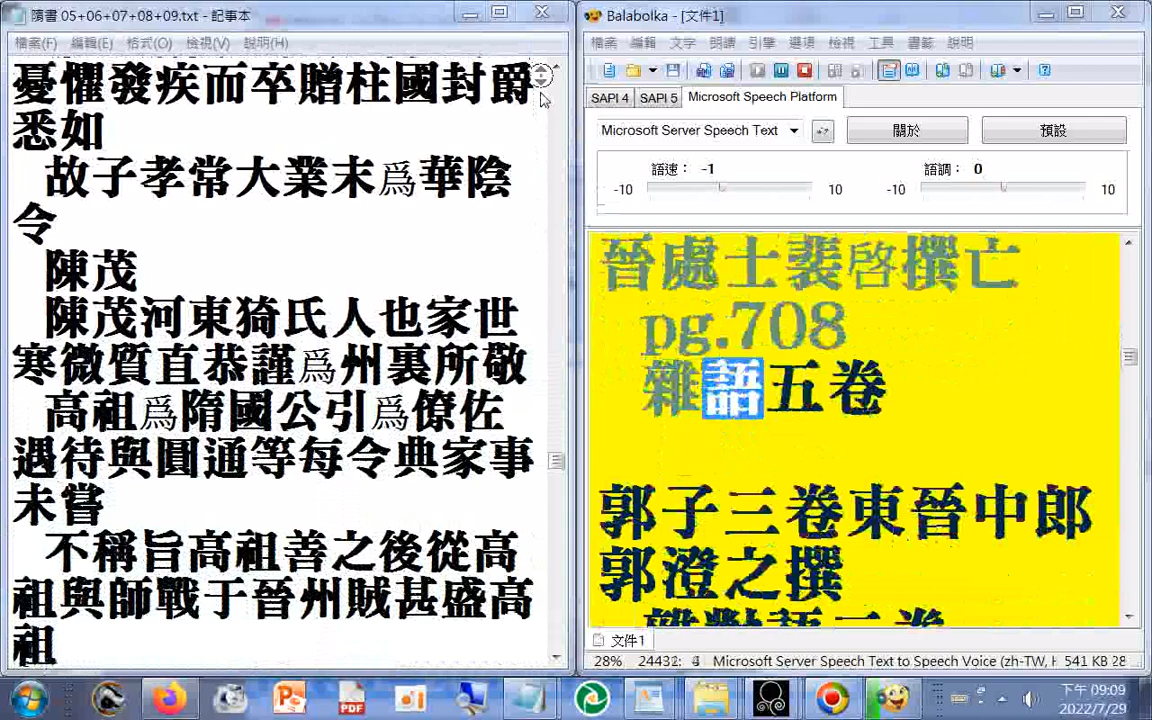 隋書 05+06+07+08+09.txt - 記事本
檔案(F) 編輯(E) 格式(O) 檢視(V) 說明(H)
憂懼發疾而卒贈柱國封爵
悉如
故子孝常大業末爲華陰
令
陳茂
陳茂河東猗氏人也家世
寒微質直恭謹爲州裏所敬
高祖爲隋國公引爲僚佐
遇待與圓通等每令典家事
未嘗
不稱旨高祖善之後從高
祖與師戰于晉州賊甚盛高
祖
Balabolka - [文件1]
檔案 編輯 文字 朗讀 引擎 選項 檢視 工具 書籤 說明
SAPI 4 SAPI 5 Microsoft Speech Platform
Microsoft Server Speech Text 關於 預設
語速： -1 語調： 0
-10 10 -10 10
晉處士裴啓撰亡
pg.708
雜語五卷
郭子三卷東晉中郎
郭澄之撰
雜對語二卷
文件1
28% 24432: 4 Microsoft Server Speech Text to Speech Voice (zh-TW, H 541 KB 28
下午 09:09
2022/7/29